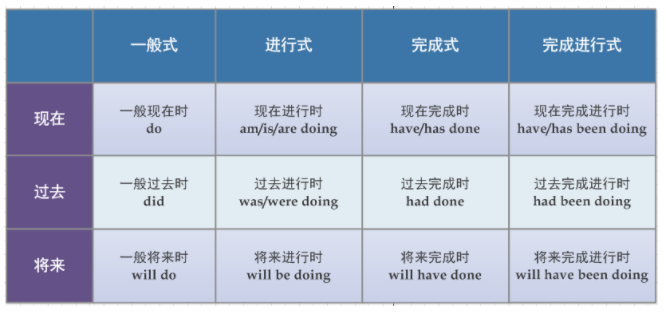 一般式 进行式 完成式 完成进行式
现在
一般现在时
do
现在进行时
am/is/are doing
现在完成时
have/has done
现在完成进行时
have/has been doing
过去
一般过去时
did
过去进行时
was/were doing
过去完成时
had done
过去完成进行时
had been doing
将来
一般将来时
will do
将来进行时
will be doing
将来完成时
will have done
将来完成进行时
will have been doing